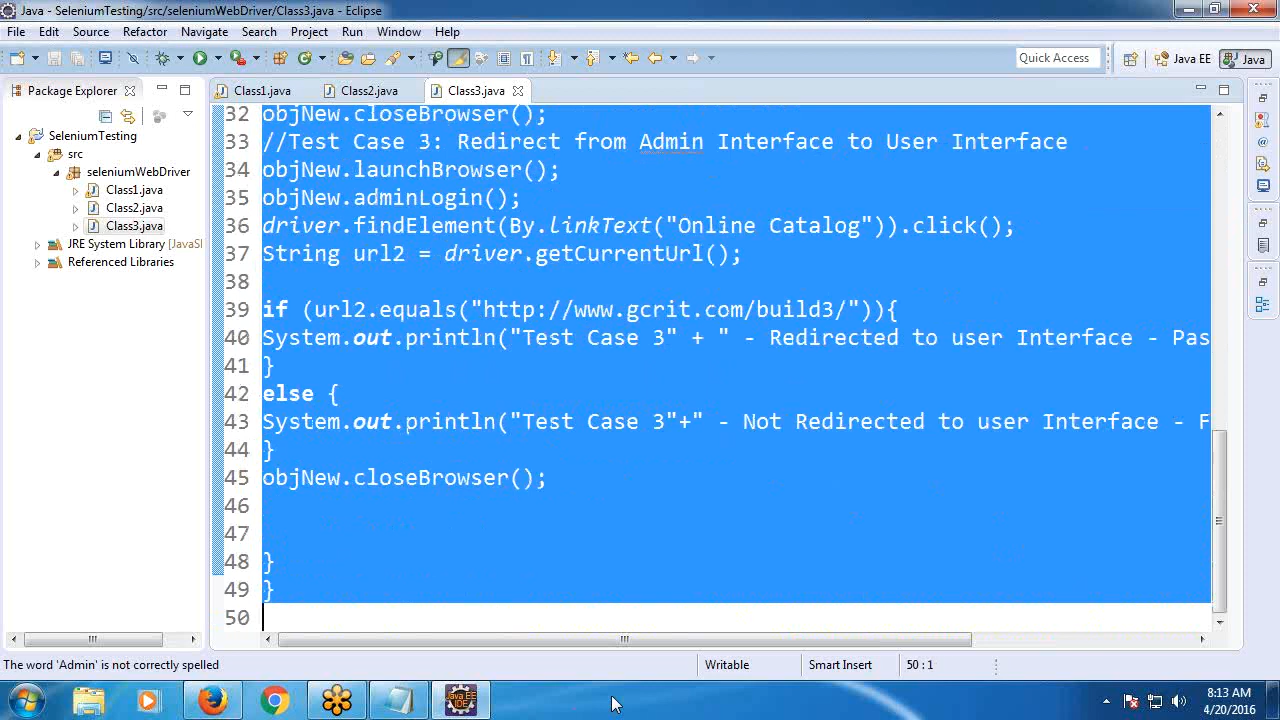 Java - SeleniumTesting/src/seleniumWebDriver/Class3.java - Eclipse
File Edit Source Refactor Navigate Search Project Run Window Help
Quick Access Java EE Java
Package Explorer
Class1.java Class2.java Class3.java
SeleniumTesting
src
seleniumWebDriver
Class1.java
Class2.java
Class3.java
JRE System Library [JavaSI
Referenced Libraries
32 objNew.closeBrowser();
33 //Test Case 3: Redirect from Admin Interface to User Interface
34 objNew.launchBrowser();
35 objNew.adminLogin();
36 driver.findElement(By.linkText("Online Catalog")).click();
37 String url2 = driver.getCurrentUrl();
38
39 if (url2.equals("http://www.gcrit.com/build3/")){
40 System.out.println("Test Case 3" + " - Redirected to user Interface - Pas
41 }
42 else {
43 System.out.println("Test Case 3"+" - Not Redirected to user Interface - F
44 }
45 objNew.closeBrowser();
46
47
48 }
49 }
50
The word 'Admin' is not correctly spelled Writable Smart Insert 50 : 1
Java EE
IDE
8:13 AM
4/20/2016